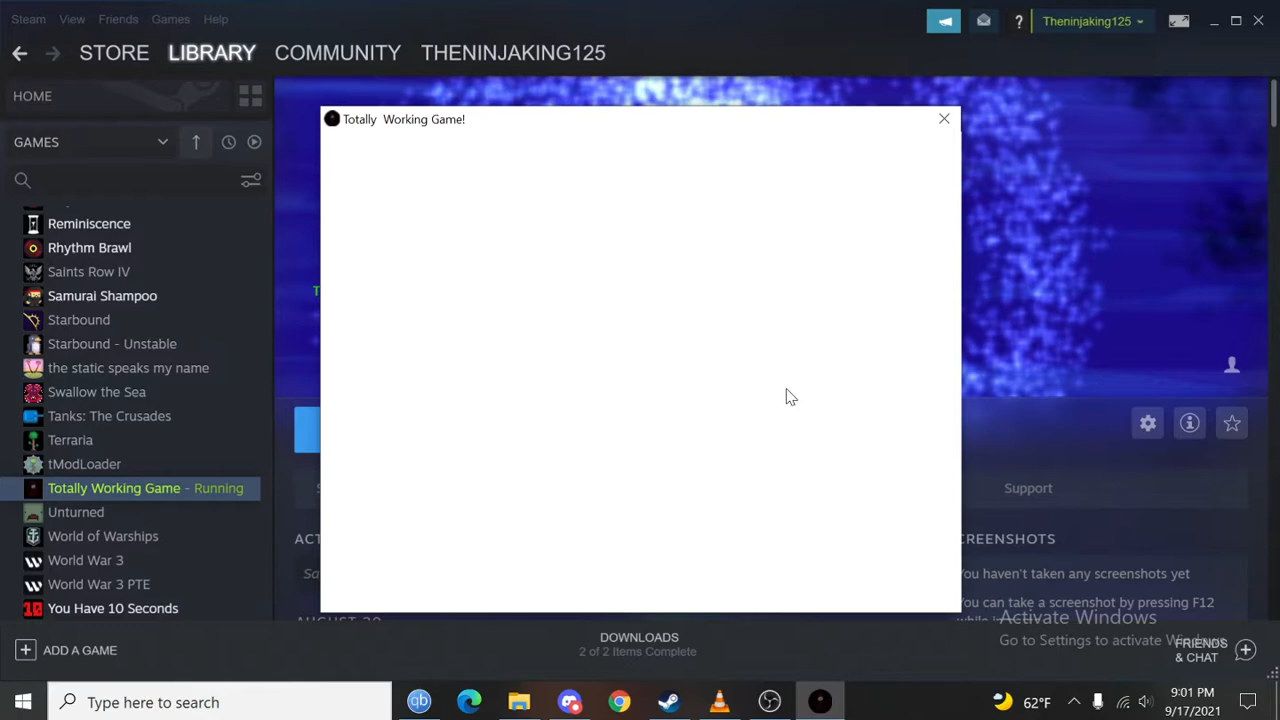 Steam View Friends Games Help
? Theninjaking125
STORE LIBRARY COMMUNITY THENINJAKING125
HOME
Totally Working Game!
GAMES
Reminiscence
Rhythm Brawl
Saints Row IV
Samurai Shampoo
Starbound
Starbound - Unstable
the static speaks my name
Swallow the Sea
Tanks: The Crusades
Terraria
tModLoader
Totally Working Game - Running
Unturned
World of Warships
World War 3
World War 3 PTE
10 You Have 10 Seconds
Support
CREENSHOTS
You haven't taken any screenshots yet
You can take a screenshot by pressing F12
Activate Windows
Go to Settings to activate Windows.
ADD A GAME
DOWNLOADS
2 of 2 Items Complete
FRIENDS
& CHAT
Type here to search
qb
62°F
9:01 PM
9/17/2021